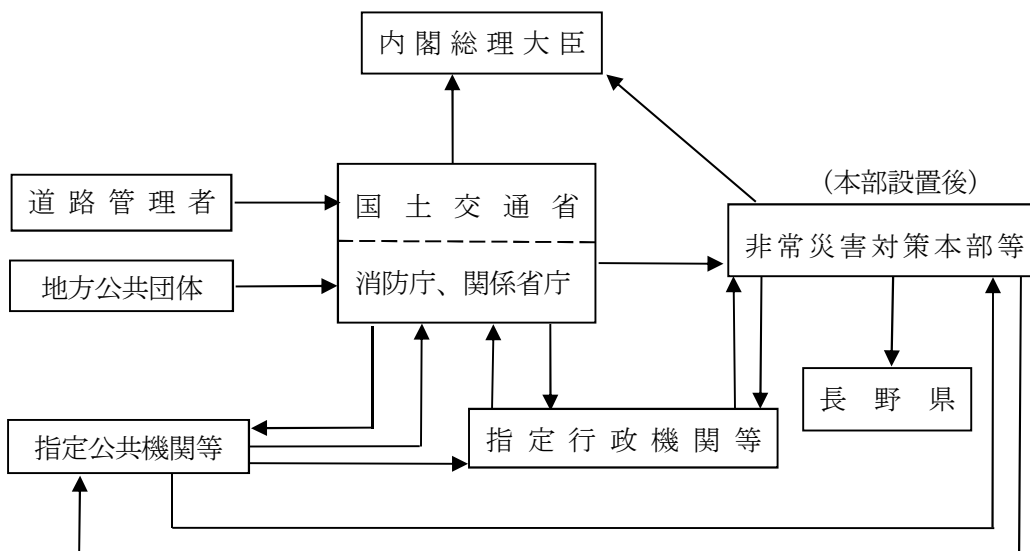 内閣総理大臣
(本部設置後)
道路管理者
国土交通省
非常災害対策本部等
地方公共団体
消防庁、関係省庁
長野県
指定公共機関等
指定行政機関等